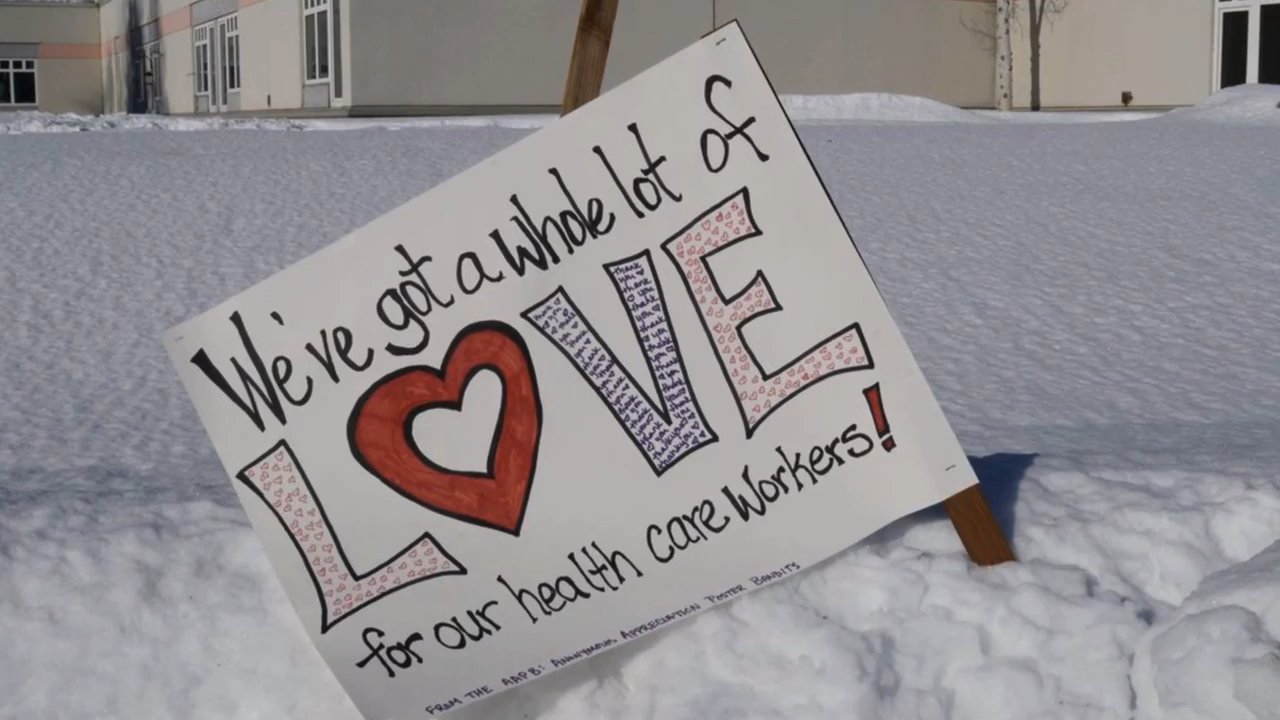 We've got a whole lot of
LOVE
for our health care workers!
FROM THE AAPB: ANONYMOUS APPRECIATION POSTER BANDITS